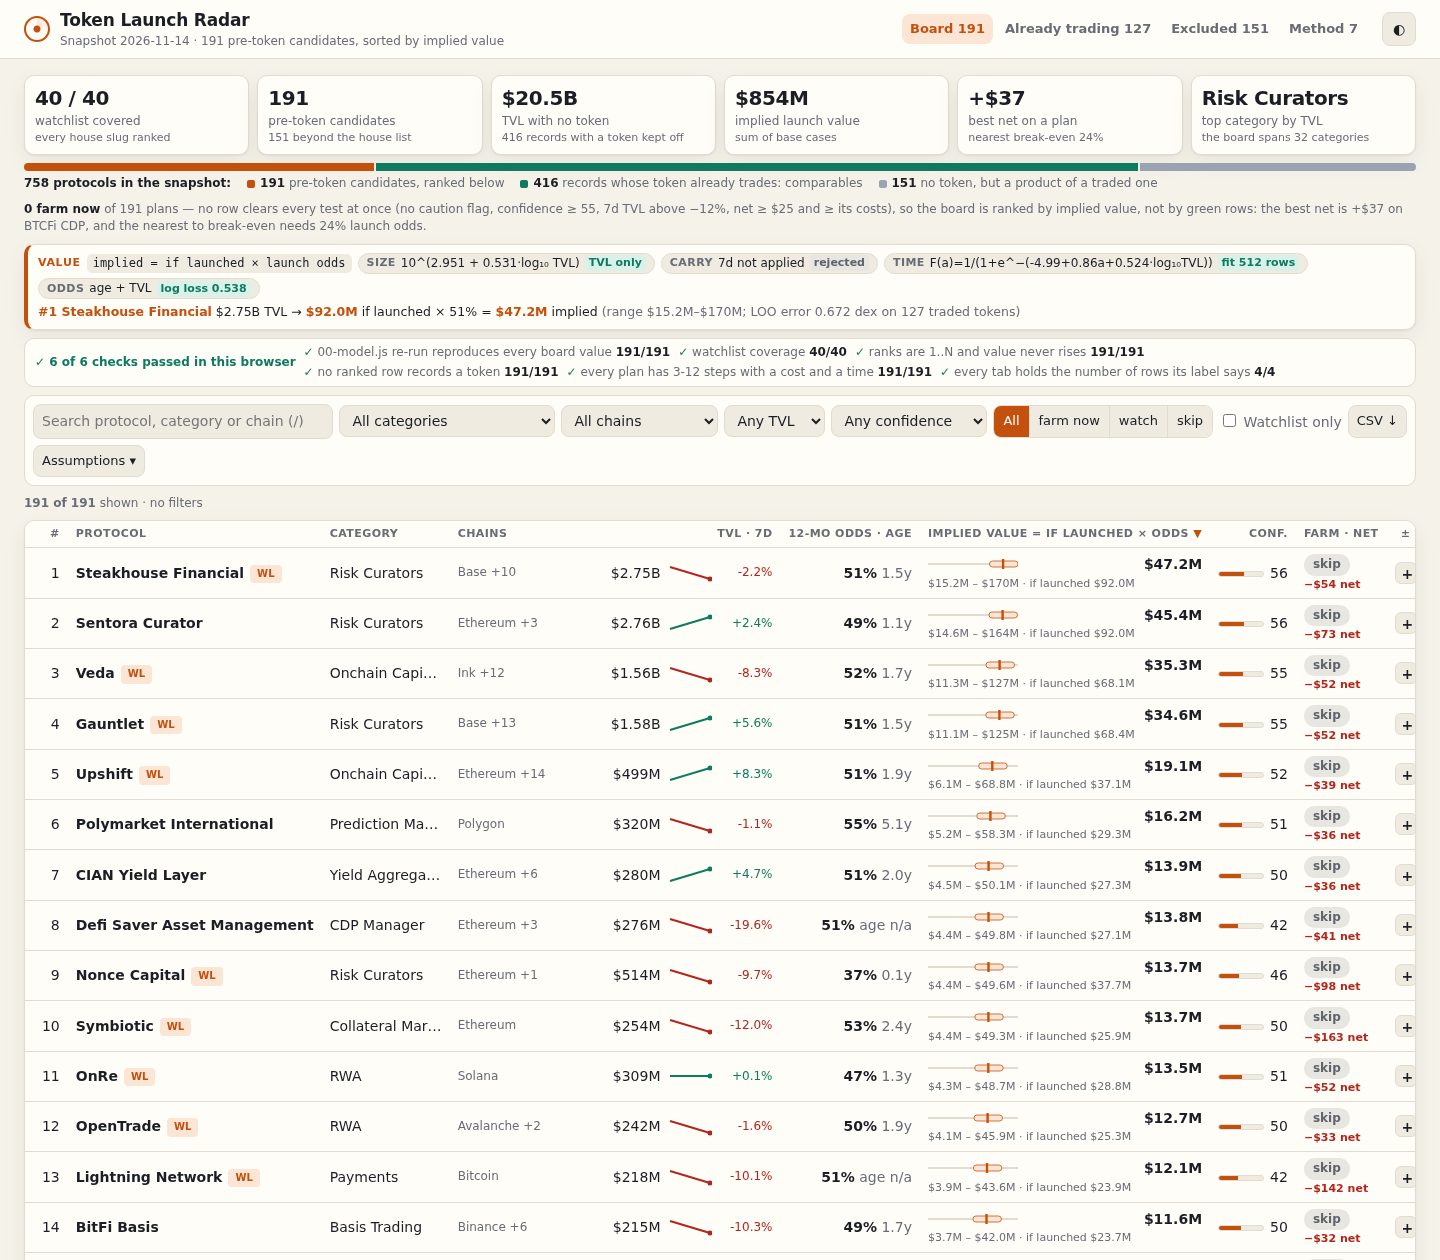 Token Launch Radar
Snapshot 2026-11-14 · 191 pre-token candidates, sorted by implied value
Board 191 Already trading 127 Excluded 151 Method 7 ◐
40 / 40
watchlist covered
every house slug ranked
191
pre-token candidates
151 beyond the house list
$20.5B
TVL with no token
416 records with a token kept off
$854M
implied launch value
sum of base cases
+$37
best net on a plan
nearest break-even 24%
Risk Curators
top category by TVL
the board spans 32 categories
758 protocols in the snapshot: 191 pre-token candidates, ranked below 416 records whose token already trades: comparables 151 no token, but a product of a traded one
0 farm now of 191 plans — no row clears every test at once (no caution flag, confidence ≥ 55, 7d TVL above −12%, net ≥ $25 and ≥ its costs), so the board is ranked by implied value, not by green rows: the best net is +$37 on
BTCFi CDP, and the nearest to break-even needs 24% launch odds.
VALUE implied = if launched × launch odds SIZE 10^(2.951 + 0.531·log₁₀ TVL) TVL only CARRY 7d not applied rejected TIME F(a)=1/(1+e^−(-4.99+0.86a+0.524·log₁₀TVL)) fit 512 rows
ODDS age + TVL log loss 0.538
#1 Steakhouse Financial $2.75B TVL → $92.0M if launched × 51% = $47.2M implied (range $15.2M–$170M; LOO error 0.672 dex on 127 traded tokens)
✓ 6 of 6 checks passed in this browser
✓ 00-model.js re-run reproduces every board value 191/191 ✓ watchlist coverage 40/40 ✓ ranks are 1..N and value never rises 191/191
✓ no ranked row records a token 191/191 ✓ every plan has 3-12 steps with a cost and a time 191/191 ✓ every tab holds the number of rows its label says 4/4
Search protocol, category or chain (/) All categories All chains Any TVL Any confidence All farm now watch skip Watchlist only CSV ↓
Assumptions ▾
191 of 191 shown · no filters
# PROTOCOL CATEGORY CHAINS TVL · 7D 12-MO ODDS · AGE IMPLIED VALUE = IF LAUNCHED × ODDS ▼ CONF. FARM · NET ±
1 Steakhouse Financial WL Risk Curators Base +10 $2.75B -2.2% 51% 1.5y $47.2M 56 skip +
$15.2M – $170M · if launched $92.0M −$54 net
2 Sentora Curator Risk Curators Ethereum +3 $2.76B +2.4% 49% 1.1y $45.4M 56 skip +
$14.6M – $164M · if launched $92.0M −$73 net
3 Veda WL Onchain Capi… Ink +12 $1.56B -8.3% 52% 1.7y $35.3M 55 skip +
$11.3M – $127M · if launched $68.1M −$52 net
4 Gauntlet WL Risk Curators Base +13 $1.58B +5.6% 51% 1.5y $34.6M 55 skip +
$11.1M – $125M · if launched $68.4M −$52 net
5 Upshift WL Onchain Capi… Ethereum +14 $499M +8.3% 51% 1.9y $19.1M 52 skip +
$6.1M – $68.8M · if launched $37.1M −$39 net
6 Polymarket International Prediction Ma… Polygon $320M -1.1% 55% 5.1y $16.2M 51 skip +
$5.2M – $58.3M · if launched $29.3M −$36 net
7 CIAN Yield Layer Yield Aggrega… Ethereum +6 $280M +4.7% 51% 2.0y $13.9M 50 skip +
$4.5M – $50.1M · if launched $27.3M −$36 net
8 Defi Saver Asset Management CDP Manager Ethereum +3 $276M -19.6% 51% age n/a $13.8M 42 skip +
$4.4M – $49.8M · if launched $27.1M −$41 net
9 Nonce Capital WL Risk Curators Ethereum +1 $514M -9.7% 37% 0.1y $13.7M 46 skip +
$4.4M – $49.6M · if launched $37.7M −$98 net
10 Symbiotic WL Collateral Mar… Ethereum $254M -12.0% 53% 2.4y $13.7M 50 skip +
$4.4M – $49.3M · if launched $25.9M −$163 net
11 OnRe WL RWA Solana $309M +0.1% 47% 1.3y $13.5M 51 skip +
$4.3M – $48.7M · if launched $28.8M −$52 net
12 OpenTrade WL RWA Avalanche +2 $242M -1.6% 50% 1.9y $12.7M 50 skip +
$4.1M – $45.9M · if launched $25.3M −$33 net
13 Lightning Network WL Payments Bitcoin $218M -10.1% 51% age n/a $12.1M 42 skip +
$3.9M – $43.6M · if launched $23.9M −$142 net
14 BitFi Basis Basis Trading Binance +6 $215M -10.3% 49% 1.7y $11.6M 50 skip +
$3.7M – $42.0M · if launched $23.7M −$32 net